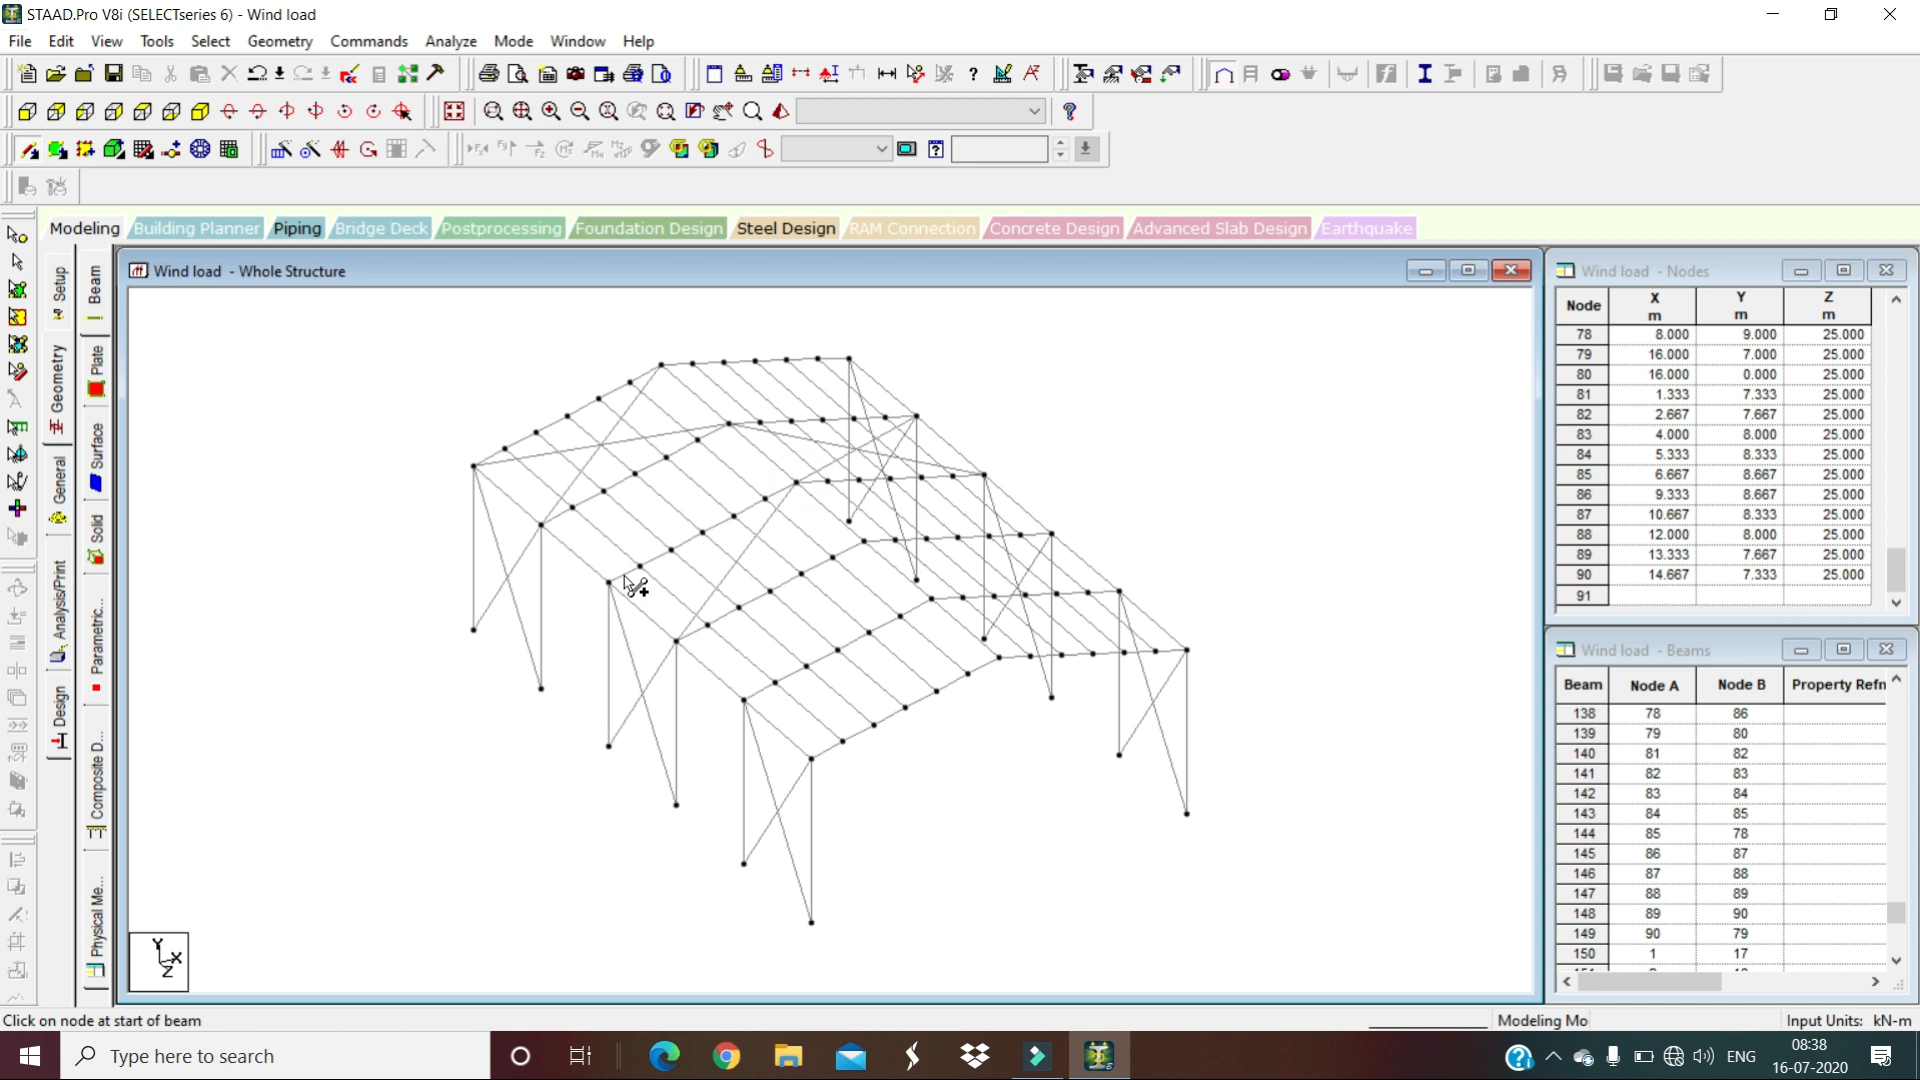 STAAD.Pro V8i (SELECTseries 6) - Wind load
File Edit View Tools Select Geometry Commands Analyze Mode Window Help
Modeling Building Planner Piping Bridge Deck Postprocessing Foundation Design Steel Design RAM Connection Concrete Design Advanced Slab Design Earthquake
Setup
Geometry
General
Analysis/Print
Design
Beam
Plate
Surface
Solid
Parametric...
Composite D...
Physical Me...
Wind load - Whole Structure
Y
X
Z
Wind load - Nodes
Node X m Y m Z m
78 8.000 9.000 25.000
79 16.000 7.000 25.000
80 16.000 0.000 25.000
81 1.333 7.333 25.000
82 2.667 7.667 25.000
83 4.000 8.000 25.000
84 5.333 8.333 25.000
85 6.667 8.667 25.000
86 9.333 8.667 25.000
87 10.667 8.333 25.000
88 12.000 8.000 25.000
89 13.333 7.667 25.000
90 14.667 7.333 25.000
91
Wind load - Beams
Beam Node A Node B Property Refn
138 78 86
139 79 80
140 81 82
141 82 83
142 83 84
143 84 85
144 85 78
145 86 87
146 87 88
147 88 89
148 89 90
149 90 79
150 1 17
Click on node at start of beam
Modeling Mo
Input Units: kN-m
Type here to search
ENG
08:38
16-07-2020